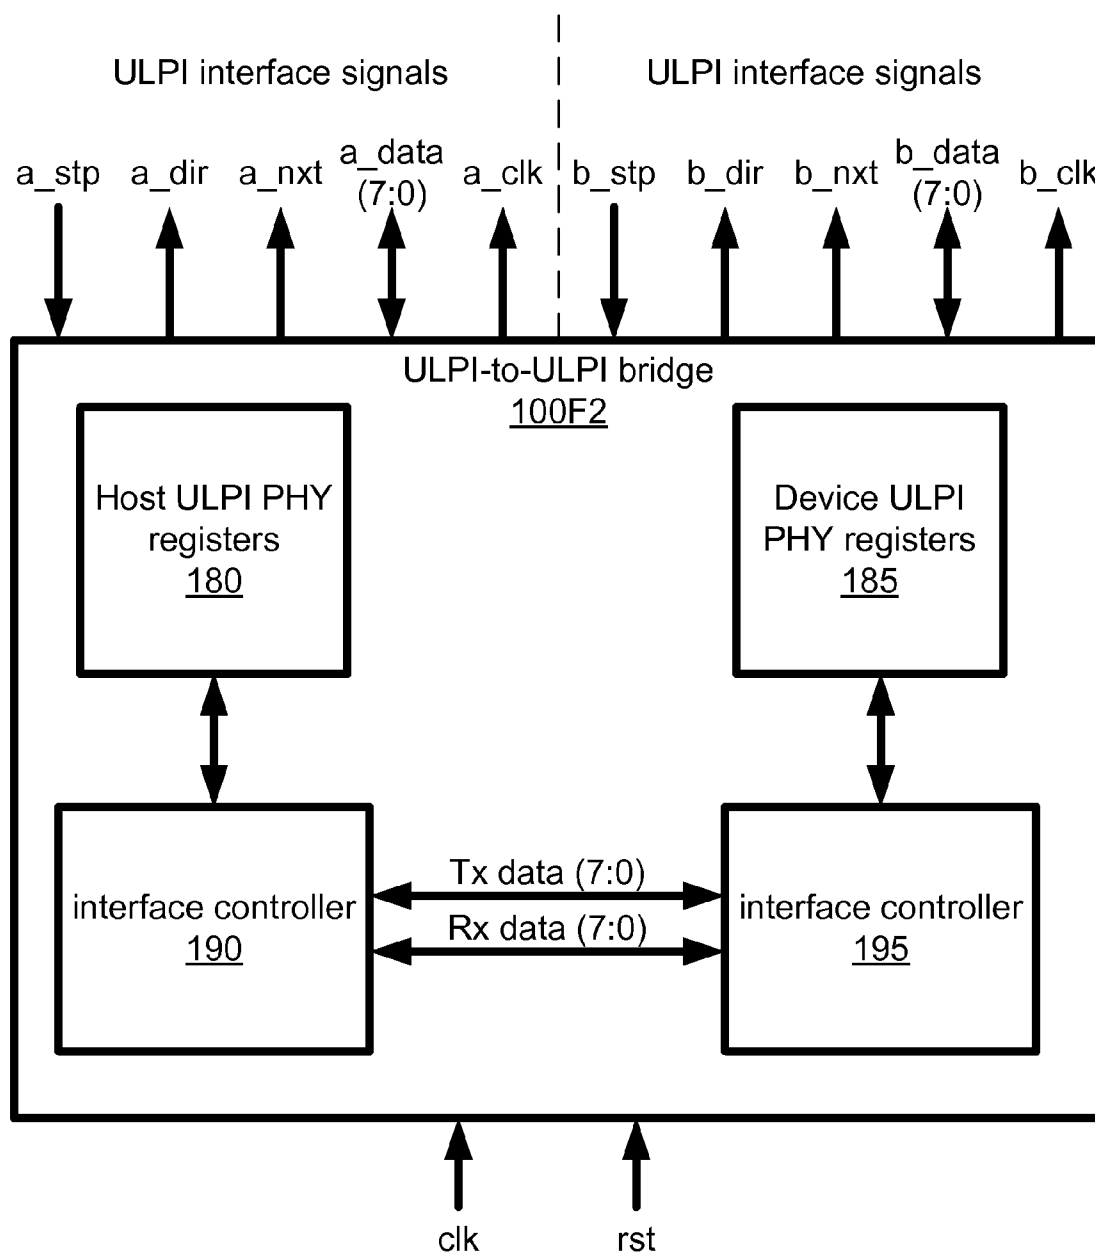 ULPI interface signals
ULPI interface signals
a_stp
a_dir
a_nxt
a_data
(7:0)
a_clk
b_stp
b_dir
b_nxt
b_data
(7:0)
b_clk
ULPI-to-ULPI bridge
100F2
Host ULPI PHY
registers
180
Device ULPI
PHY registers
185
interface controller
190
Tx data (7:0)
Rx data (7:0)
interface controller
195
clk
rst